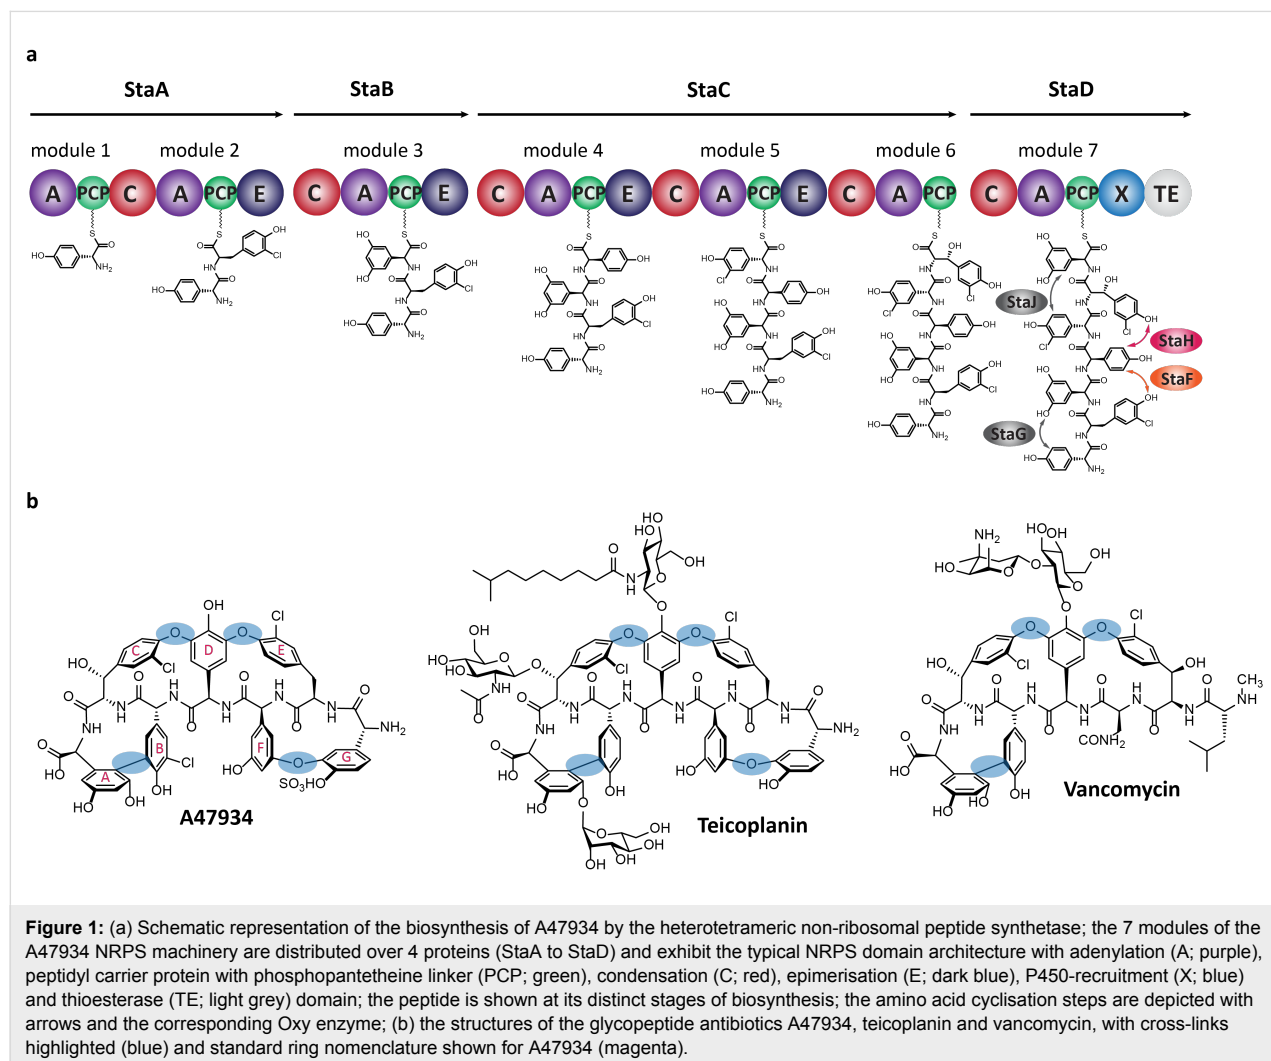 a
StaA StaB StaC StaD
module 1 module 2 module 3 module 4 module 5 module 6 module 7
A PCP C A PCP E C A PCP E C A PCP E C A PCP E C A PCP C A PCP X TE
StaJ
StaH
StaF
StaG
b
A47934
Teicoplanin
Vancomycin
Figure 1: (a) Schematic representation of the biosynthesis of A47934 by the heterotetrameric non-ribosomal peptide synthetase; the 7 modules of the
A47934 NRPS machinery are distributed over 4 proteins (StaA to StaD) and exhibit the typical NRPS domain architecture with adenylation (A; purple),
peptidyl carrier protein with phosphopantetheine linker (PCP; green), condensation (C; red), epimerisation (E; dark blue), P450-recruitment (X; blue)
and thioesterase (TE; light grey) domain; the peptide is shown at its distinct stages of biosynthesis; the amino acid cyclisation steps are depicted with
arrows and the corresponding Oxy enzyme; (b) the structures of the glycopeptide antibiotics A47934, teicoplanin and vancomycin, with cross-links
highlighted (blue) and standard ring nomenclature shown for A47934 (magenta).